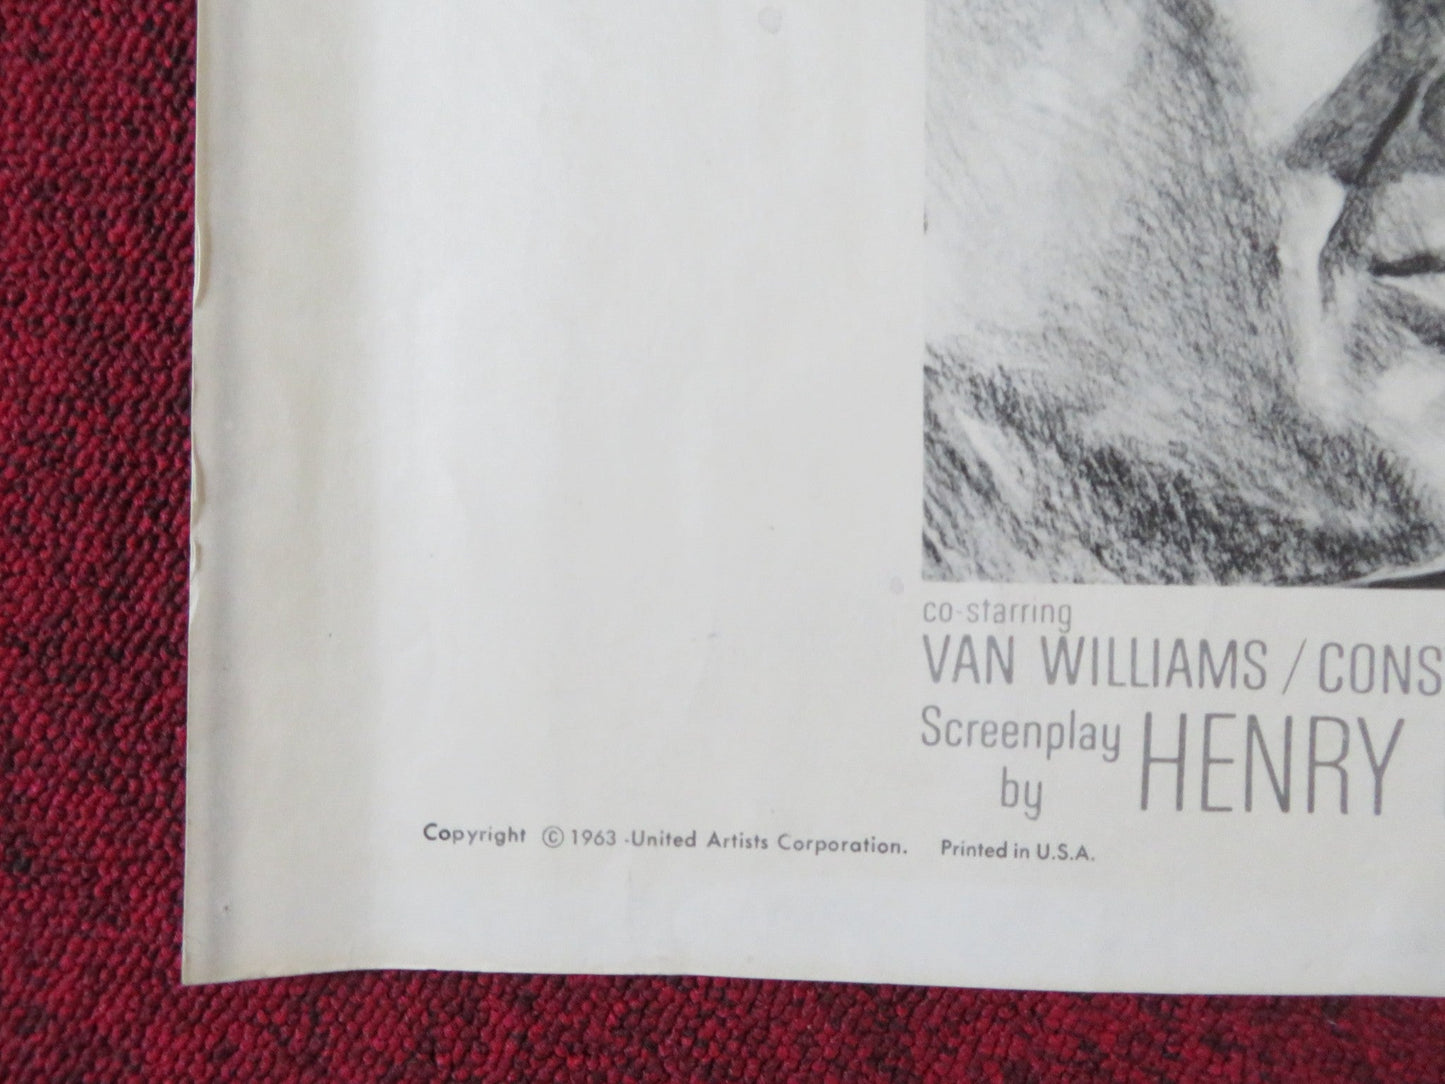 co-starring
VAN WILLIAMS / CONS
Screenplay
by HENRY
Copyright © 1963 -United Artists Corporation. Printed in U.S.A.